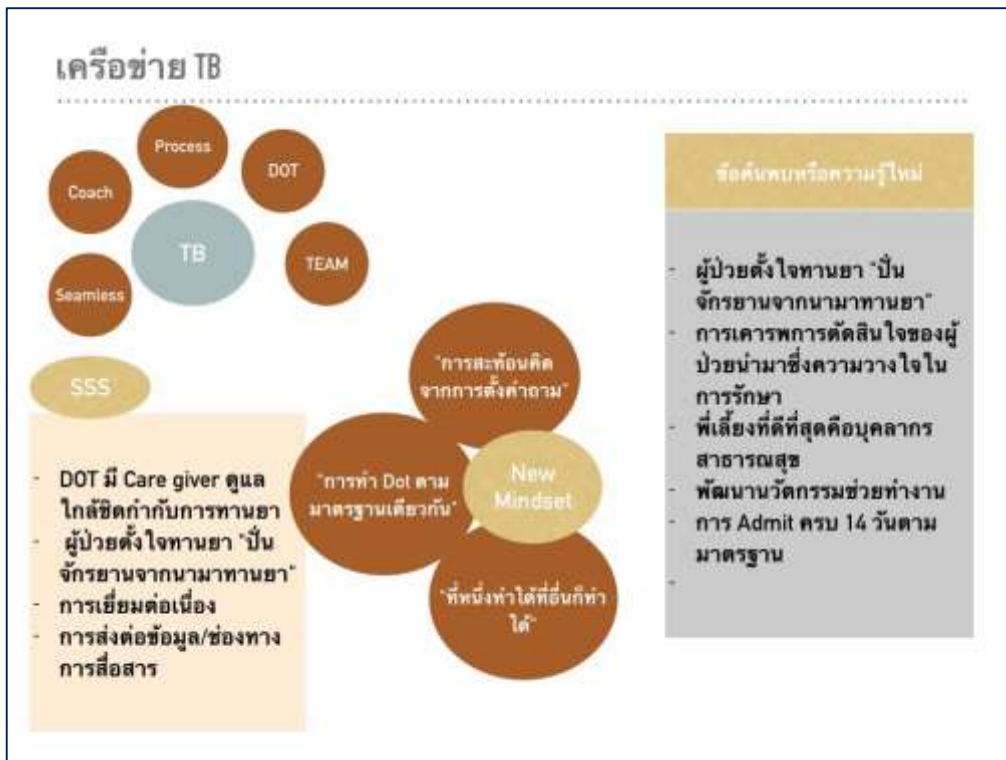 เครือข่าย TB
Process
DOT
Coach
TB
TEAM
Seamless
SSS
- DOT มี Care giver ดูแล
ใกล้ชิดกำกับการทานยา
- ผู้ป่วยตั้งใจทานยา "ปั่น
จักรยานจากนามาทานยา"
- การเยี่ยมต่อเนื่อง
- การส่งต่อข้อมูล/ช่องทาง
การสื่อสาร
"การสะท้อนคิด
จากการตั้งคำถาม"
"การทำ Dot ตาม
มาตรฐานเดียวกัน"
New
Mindset
"ที่หนึ่งทำได้ที่อื่นก็ทำ
ได้"
ข้อค้นพบหรือความรู้ใหม่
- ผู้ป่วยตั้งใจทานยา "ปั่น
จักรยานจากนามาทานยา"
- การเคารพการตัดสินใจของผู้
ป่วยนำมาซึ่งความวางใจใน
การรักษา
- พี่เลี้ยงที่ดีที่สุดคือบุคลากร
สาธารณสุข
- พัฒนานวัตกรรมช่วยทำงาน
- การ Admit ครบ 14 วันตาม
มาตรฐาน
-